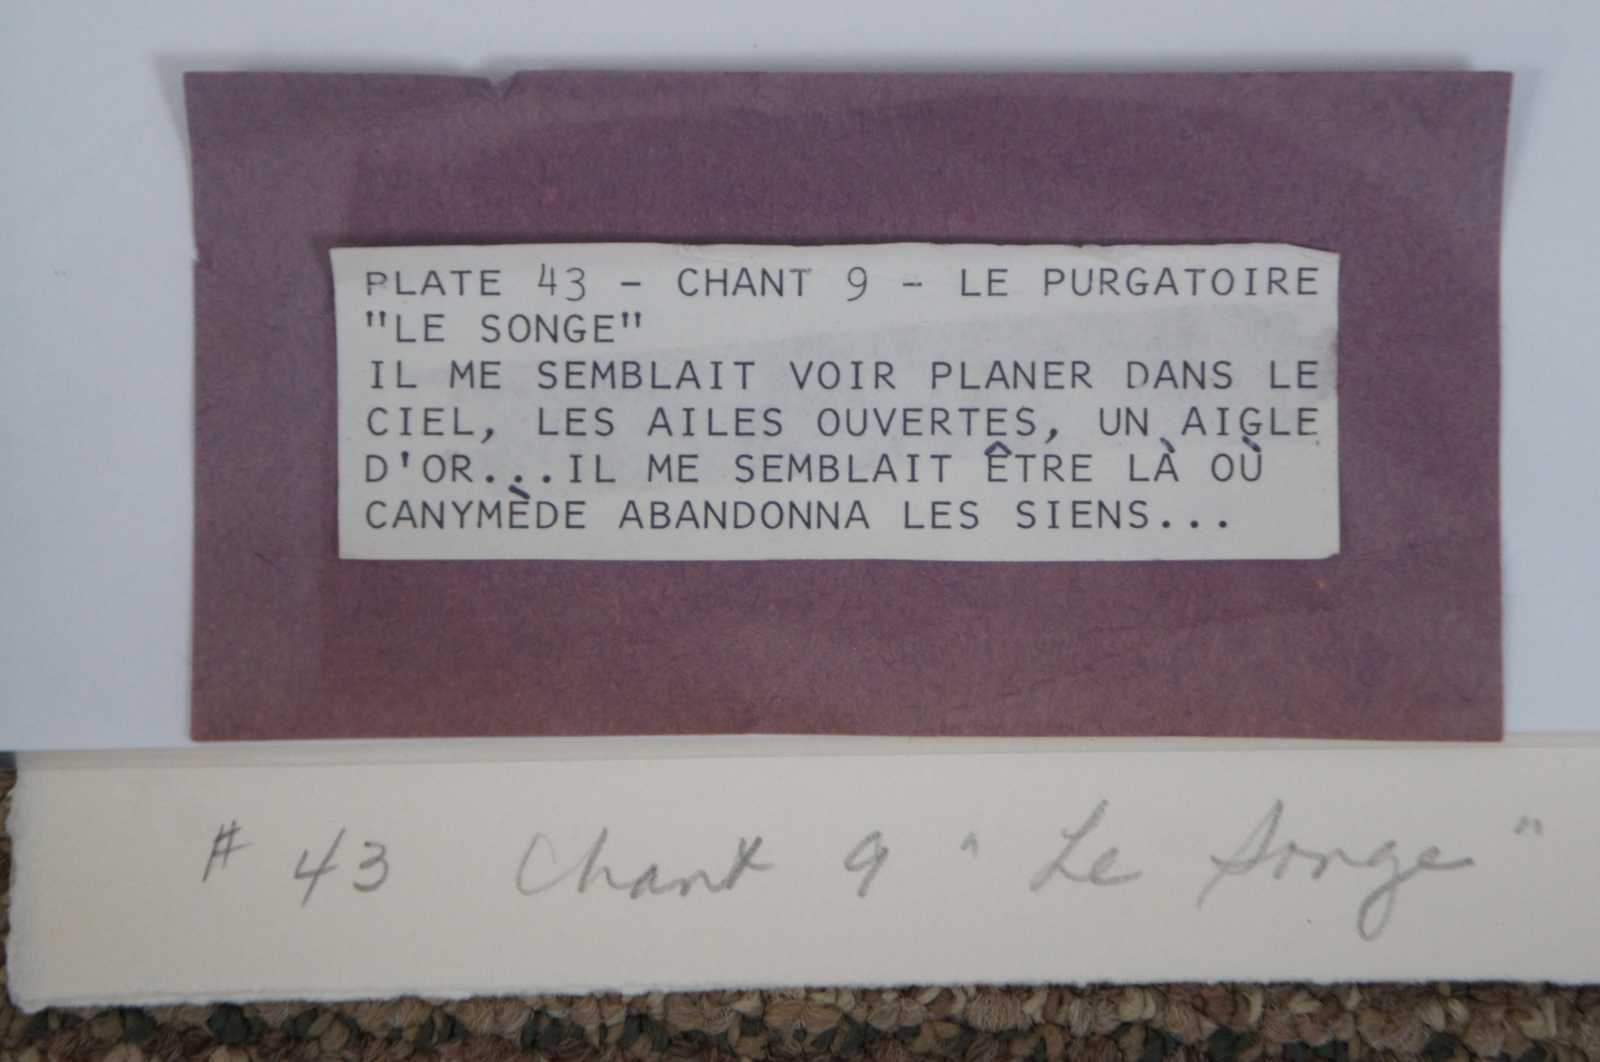 PLATE 43 - CHANT 9 - LE PURGATOIRE
"LE SONGE"
IL ME SEMBLAIT VOIR PLANER DANS LE
CIEL, LES AILES OUVERTES, UN AIGLE
D'OR...IL ME SEMBLAIT ÊTRE LÀ OÙ
CANYMÈDE ABANDONNA LES SIENS...
# 43 Chant 9 "Le Songe"